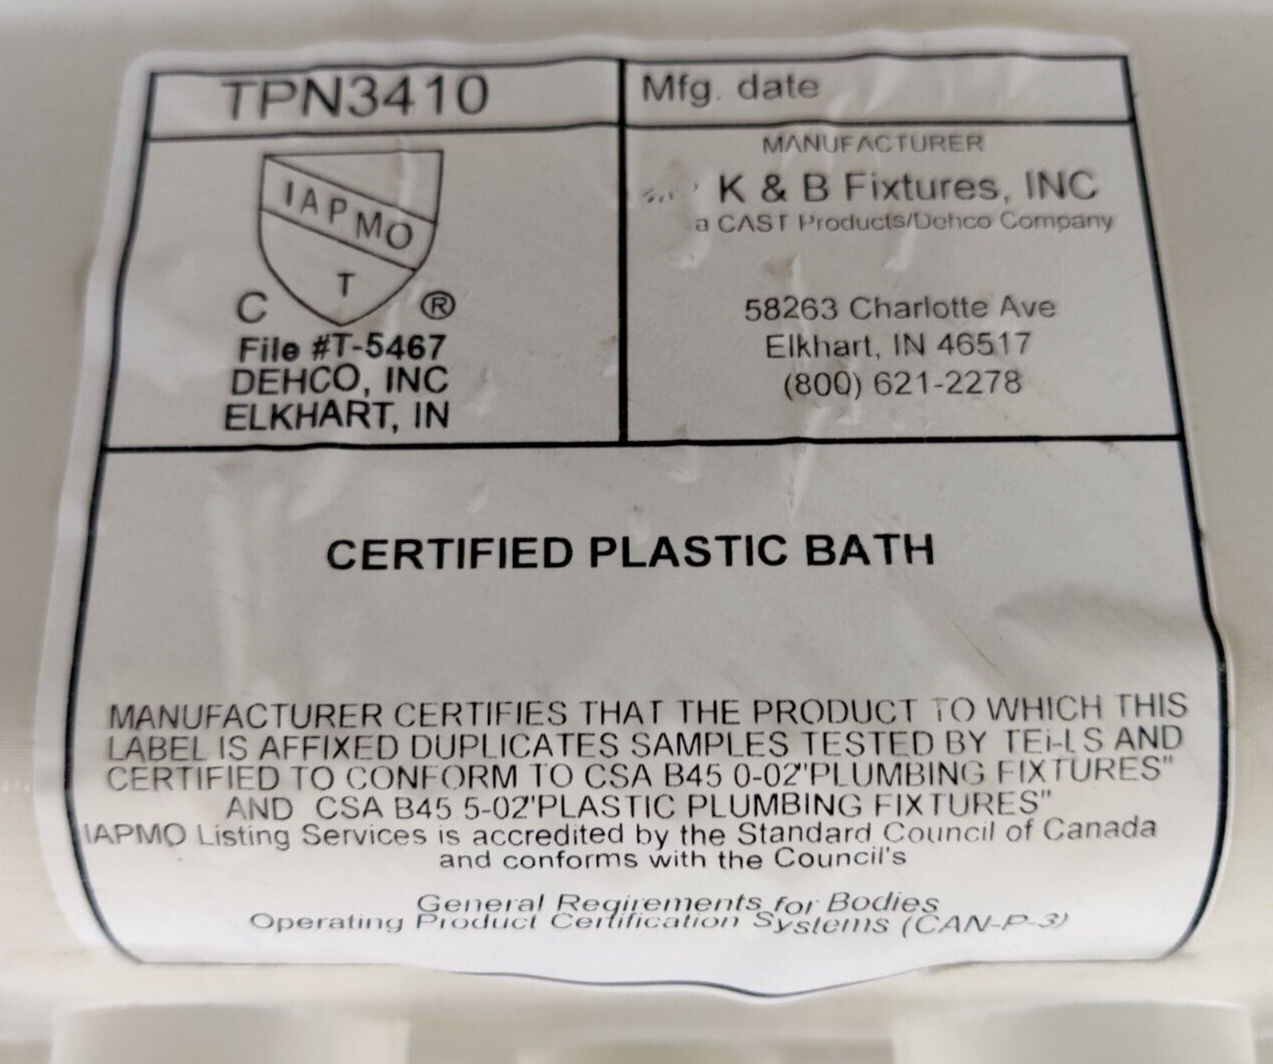 TPN3410
Mfg. date
IAPMO
T
C ®
File #T-5467
DEHCO, INC
ELKHART, IN
MANUFACTURER
K & B Fixtures, INC
a CAST Products/Dehco Company
58263 Charlotte Ave
Elkhart, IN 46517
(800) 621-2278
CERTIFIED PLASTIC BATH
MANUFACTURER CERTIFIES THAT THE PRODUCT TO WHICH THIS
LABEL IS AFFIXED DUPLICATES SAMPLES TESTED BY AND
CERTIFIED TO CONFORM TO CSA B45 0-02'PLUMBING FIXTURES"
AND CSA B45 5-02'PLASTIC PLUMBING FIXTURES"
IAPMO Listing Services is accredited by the Standard Council of Canada
and conforms with the Council's
General Reqirements for Bodies
Operating Product Certification Systems (CAN-P-3)